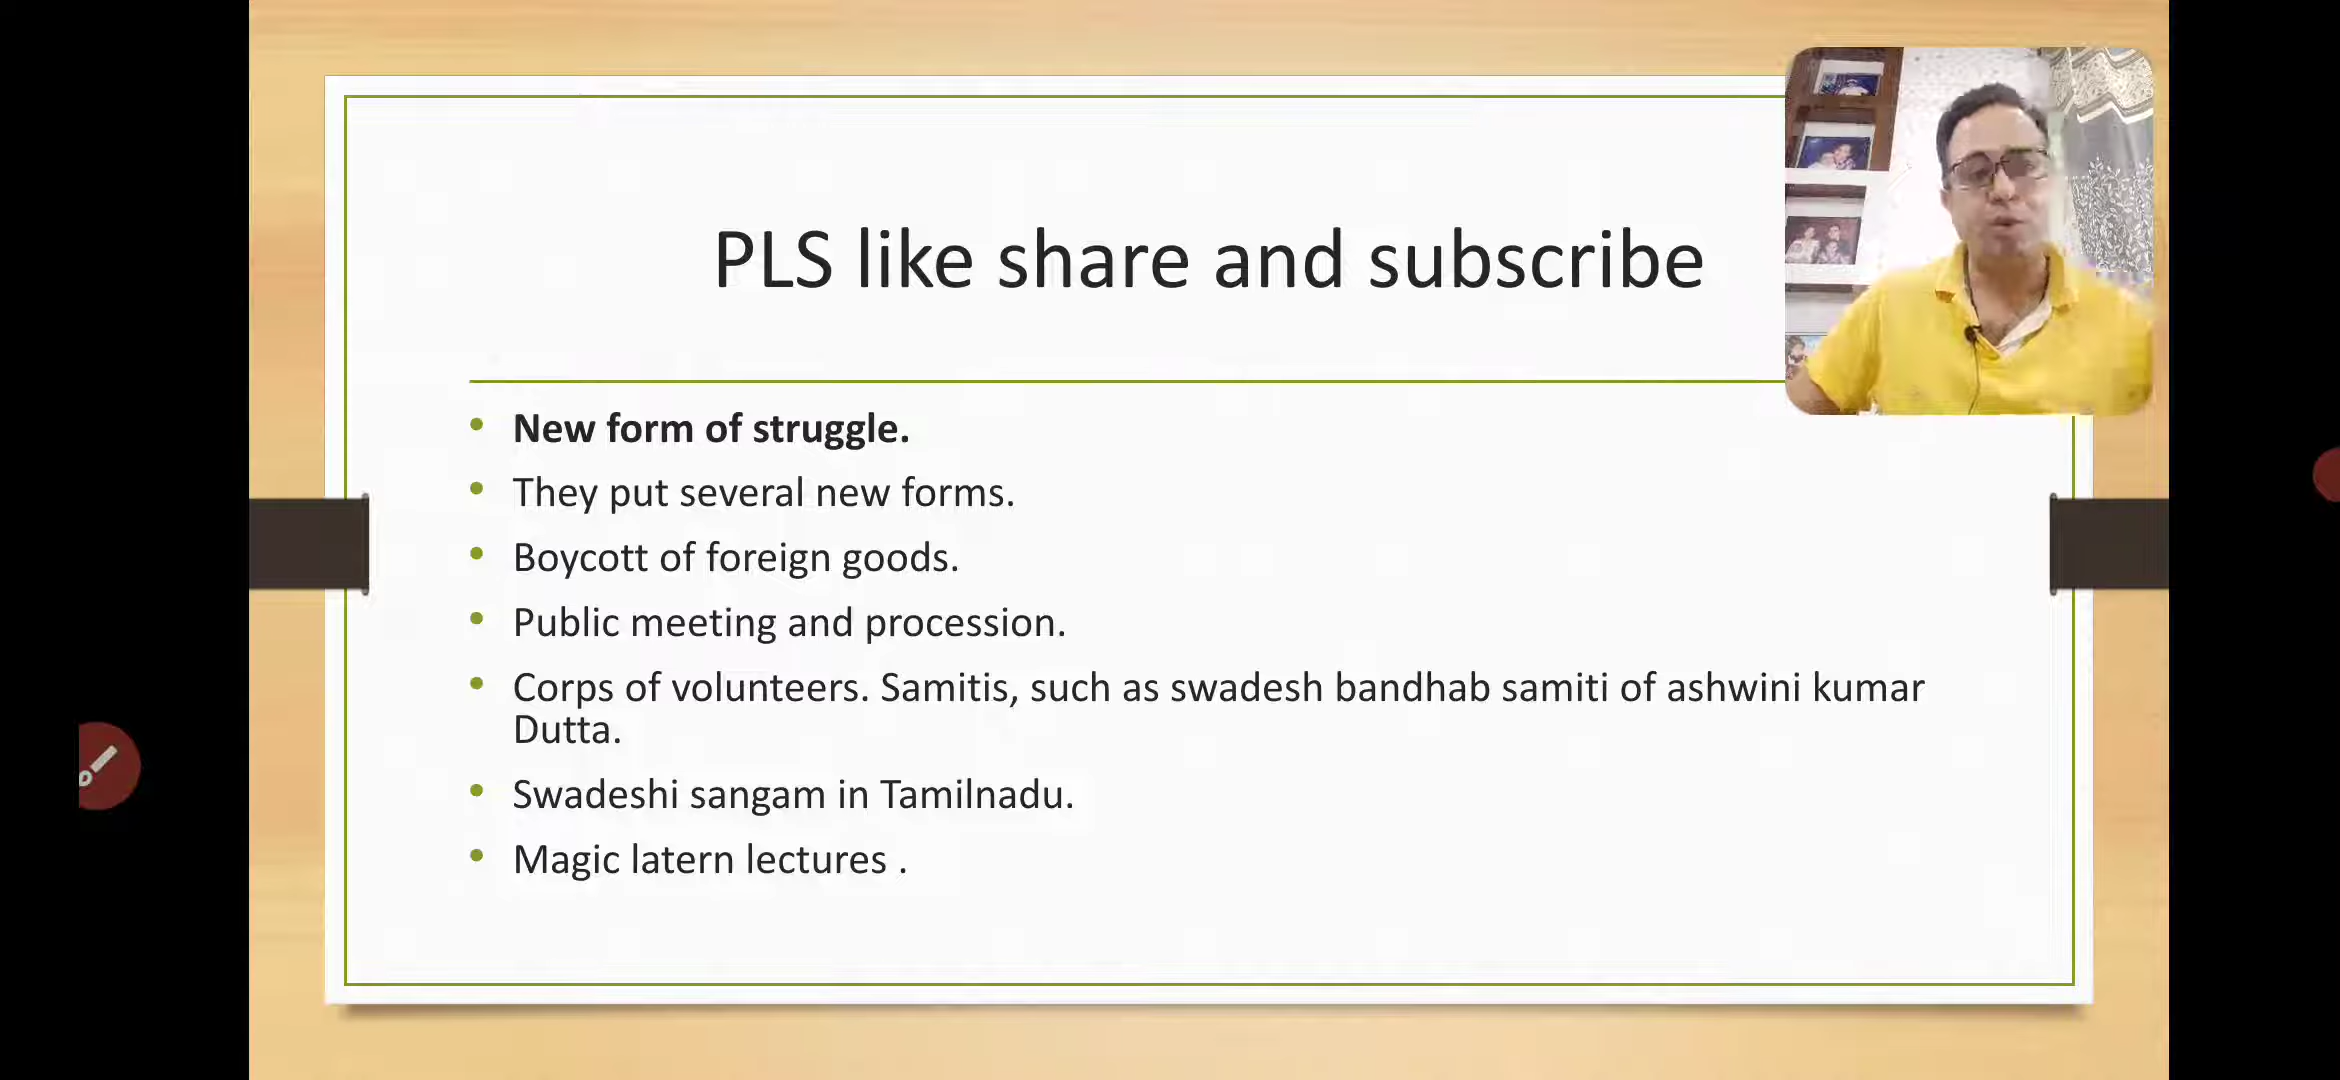 PLS like share and subscribe
• New form of struggle.
• They put several new forms.
• Boycott of foreign goods.
• Public meeting and procession.
• Corps of volunteers. Samitis, such as swadesh bandhab samiti of ashwini kumar
Dutta.
• Swadeshi sangam in Tamilnadu.
• Magic latern lectures .